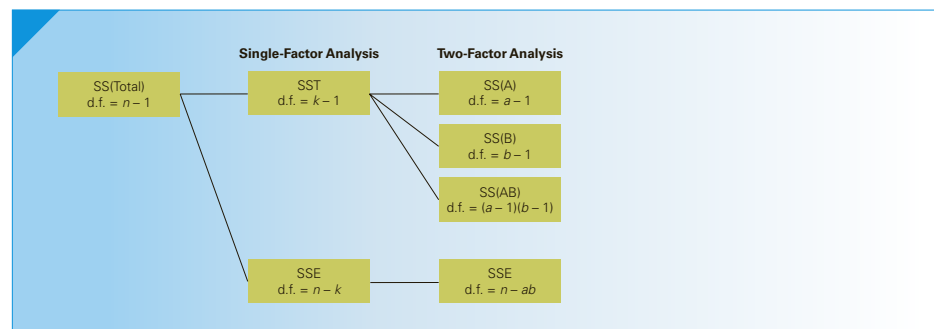 Single-Factor Analysis
Two-Factor Analysis
SS(Total)
d.f. = n – 1
SST
d.f. = k – 1
SS(A)
d.f. = a – 1
SS(B)
d.f. = b – 1
SS(AB)
d.f. = (a – 1)(b – 1)
SSE
d.f. = n – k
SSE
d.f. = n – ab